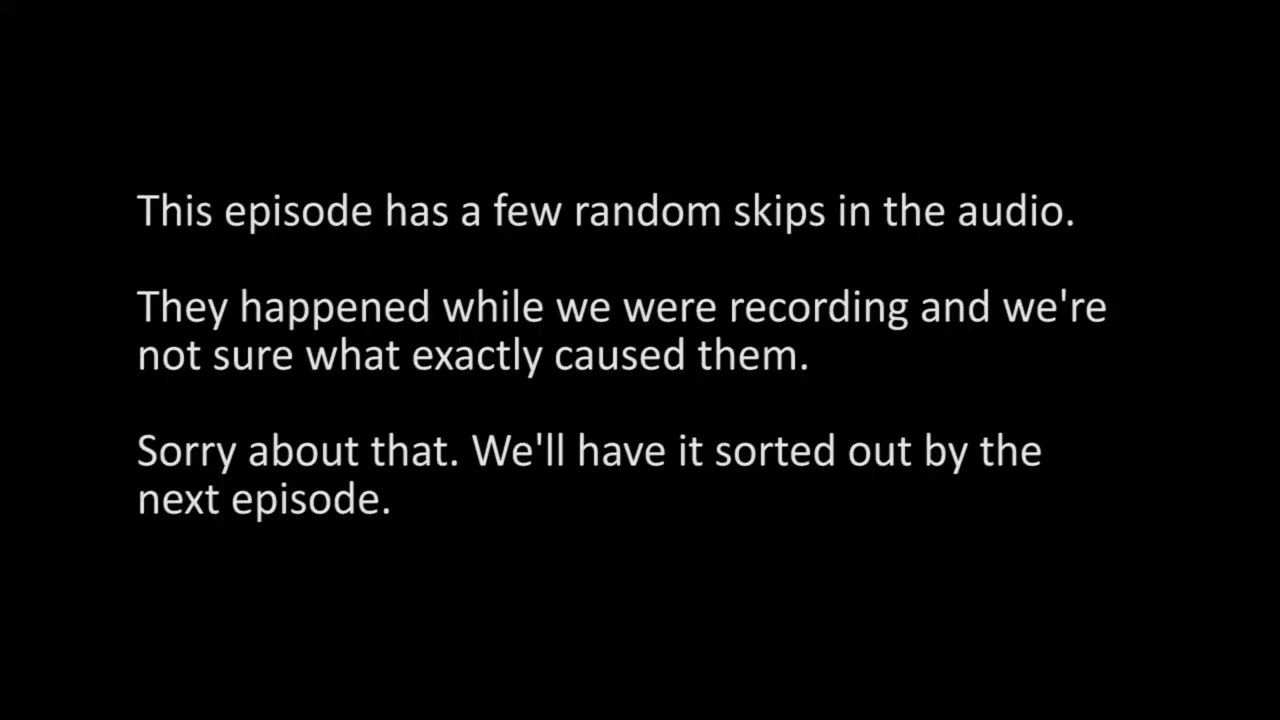 This episode has a few random skips in the audio.
They happened while we were recording and we're
not sure what exactly caused them.
Sorry about that. We'll have it sorted out by the
next episode.